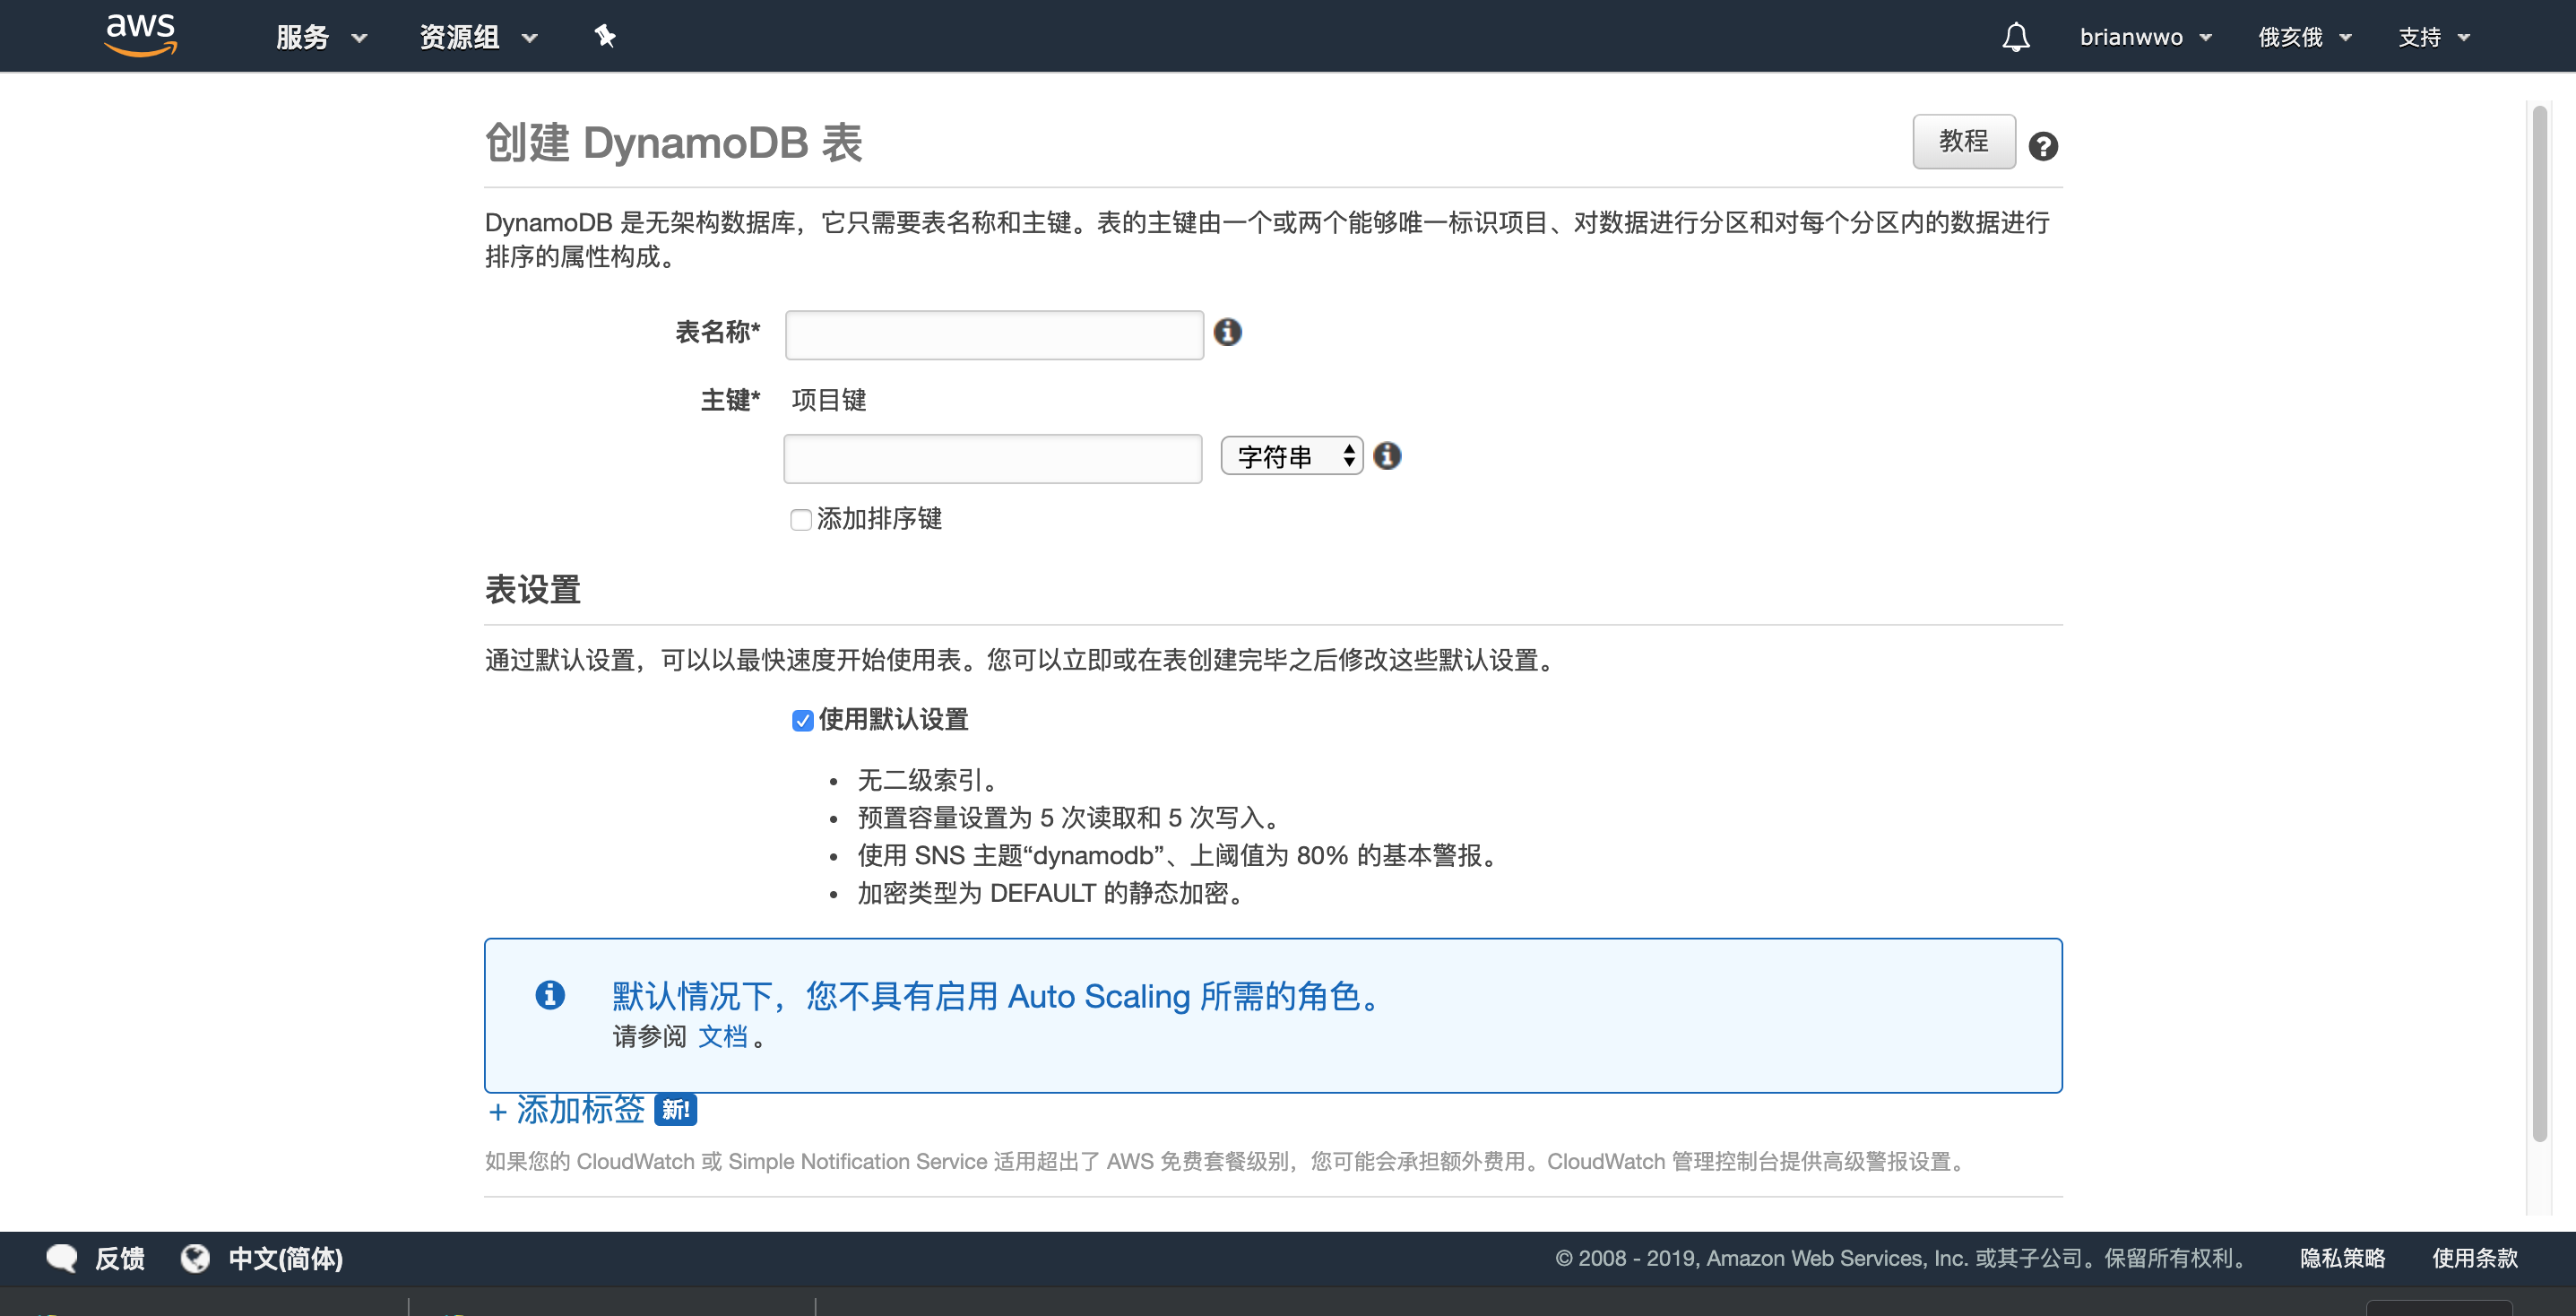 aws 服务 资源组 brianwwo 俄亥俄 支持
创建 DynamoDB 表 教程
DynamoDB 是无架构数据库，它只需要表名称和主键。表的主键由一个或两个能够唯一标识项目、对数据进行分区和对每个分区内的数据进行
排序的属性构成。
表名称*
主键* 项目键
字符串
添加排序键
表设置
通过默认设置，可以以最快速度开始使用表。您可以立即或在表创建完毕之后修改这些默认设置。
使用默认设置
• 无二级索引。
• 预置容量设置为 5 次读取和 5 次写入。
• 使用 SNS 主题“dynamodb”、上阈值为 80% 的基本警报。
• 加密类型为 DEFAULT 的静态加密。
默认情况下，您不具有启用 Auto Scaling 所需的角色。
请参阅 文档。
+ 添加标签 新!
如果您的 CloudWatch 或 Simple Notification Service 适用超出了 AWS 免费套餐级别，您可能会承担额外费用。CloudWatch 管理控制台提供高级警报设置。
反馈 中文(简体) © 2008 - 2019, Amazon Web Services, Inc. 或其子公司。保留所有权利。 隐私策略 使用条款